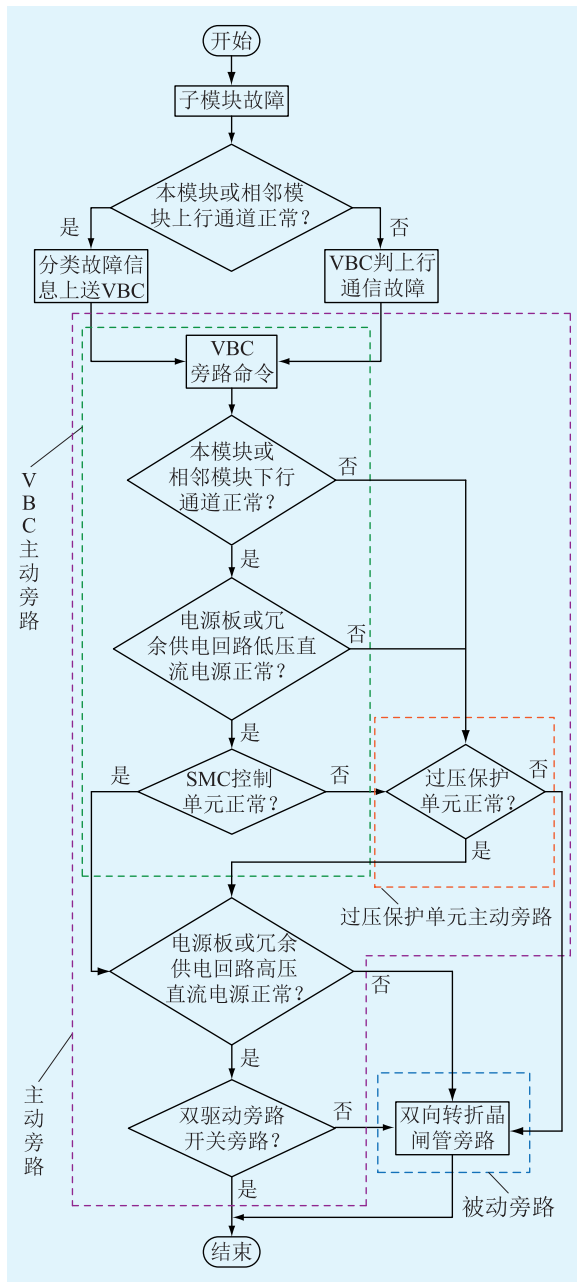 开始
子模块故障
本模块或相邻模
块上行通道正常？
是
否
分类故障信
息上送VBC
VBC判上行
通信故障
VBC
旁路命令
本模块或
相邻模块下行
通道正常？
否
是
VBC主动旁路
电源板或冗
余供电回路低压直
流电源正常？
否
是
SMC控制
单元正常？
是
否
过压保护
单元正常？
否
是
过压保护单元主动旁路
电源板或冗余
供电回路高压
直流电源正常？
否
是
主动旁路
双驱动旁路
开关旁路？
否
是
双向转折晶
闸管旁路
被动旁路
结束